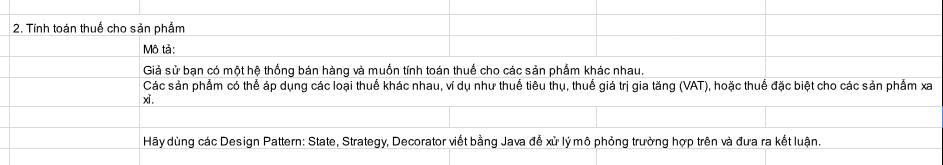 2. Tính toán thuế cho sản phẩm
Mô tả:
Giả sử bạn có một hệ thống bán hàng và muốn tính toán thuế cho các sản phẩm khác nhau.
Các sản phẩm có thể áp dụng các loại thuế khác nhau, ví dụ như thuế tiêu thụ, thuế giá trị gia tăng (VAT), hoặc thuế đặc biệt cho các sản phẩm xa
xỉ.
Hãy dùng các Design Pattern: State, Strategy, Decorator viết bằng Java để xử lý mô phỏng trường hợp trên và đưa ra kết luận.